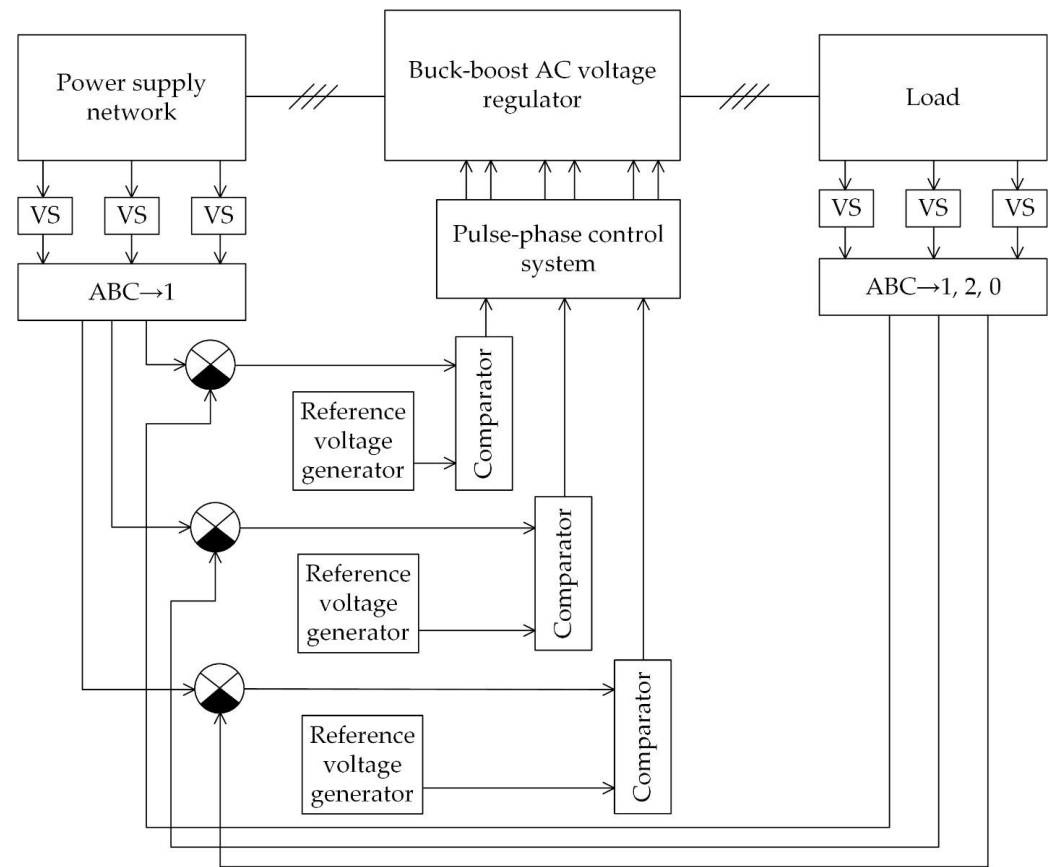 Power supply
network
Buck-boost AC voltage
regulator
Load
VS
VS
VS
VS
VS
VS
Pulse-phase control
system
ABC→1
ABC→1, 2, 0
Comparator
Reference
voltage
generator
Comparator
Reference
voltage
generator
Comparator
Reference
voltage
generator